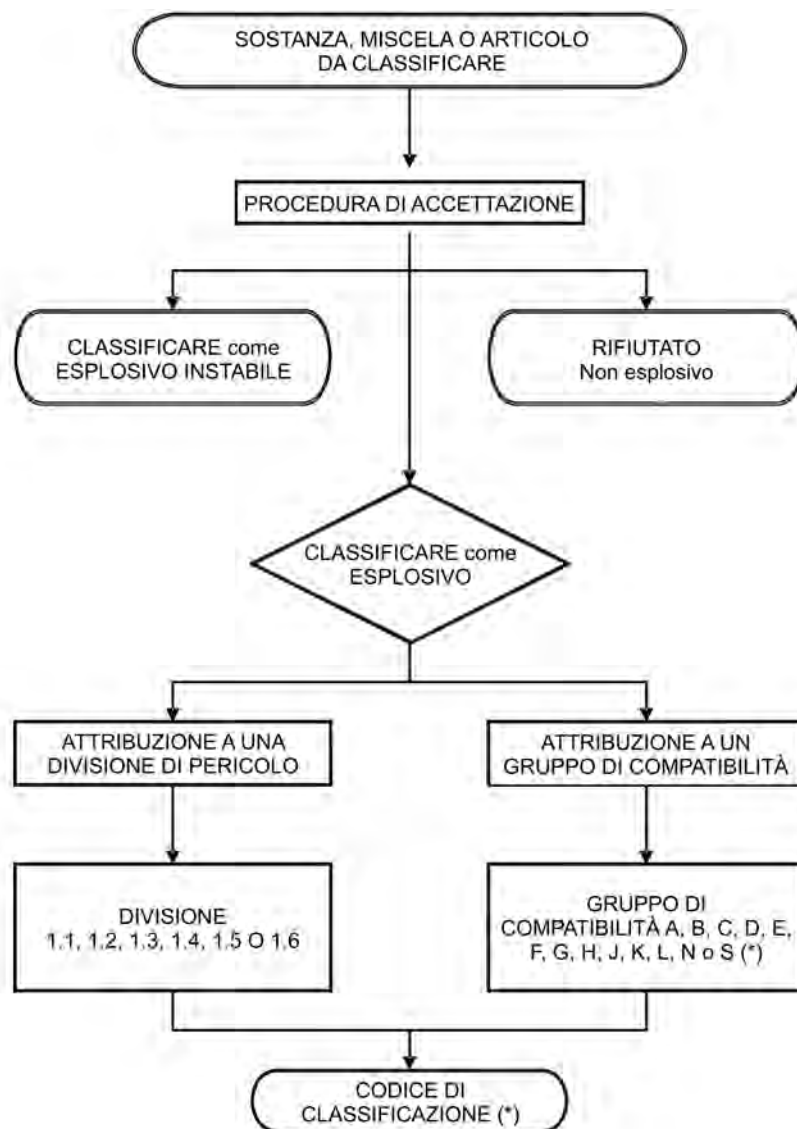 SOSTANZA, MISCELA O ARTICOLO
DA CLASSIFICARE
PROCEDURA DI ACCETTAZIONE
CLASSIFICARE come
ESPLOSIVO INSTABILE
RIFIUTATO
Non esplosivo
CLASSIFICARE come
ESPLOSIVO
ATTRIBUZIONE A UNA
DIVISIONE DI PERICOLO
ATTRIBUZIONE A UN
GRUPPO DI COMPATIBILITÀ
DIVISIONE
1.1, 1.2, 1.3, 1.4, 1.5 O 1.6
GRUPPO DI
COMPATIBILITÀ A, B, C, D, E,
F, G, H, J, K, L, N o S (*)
CODICE DI
CLASSIFICAZIONE (*)